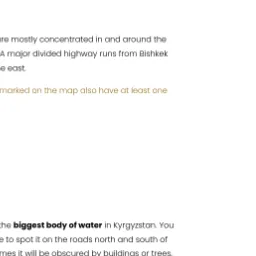 are mostly concentrated in and around the
A major divided highway runs from Bishkek
e east.
marked on the map also have at least one
the biggest body of water in Kyrgyzstan. You
e to spot it on the roads north and south of
mes it will be obscured by buildings or trees.